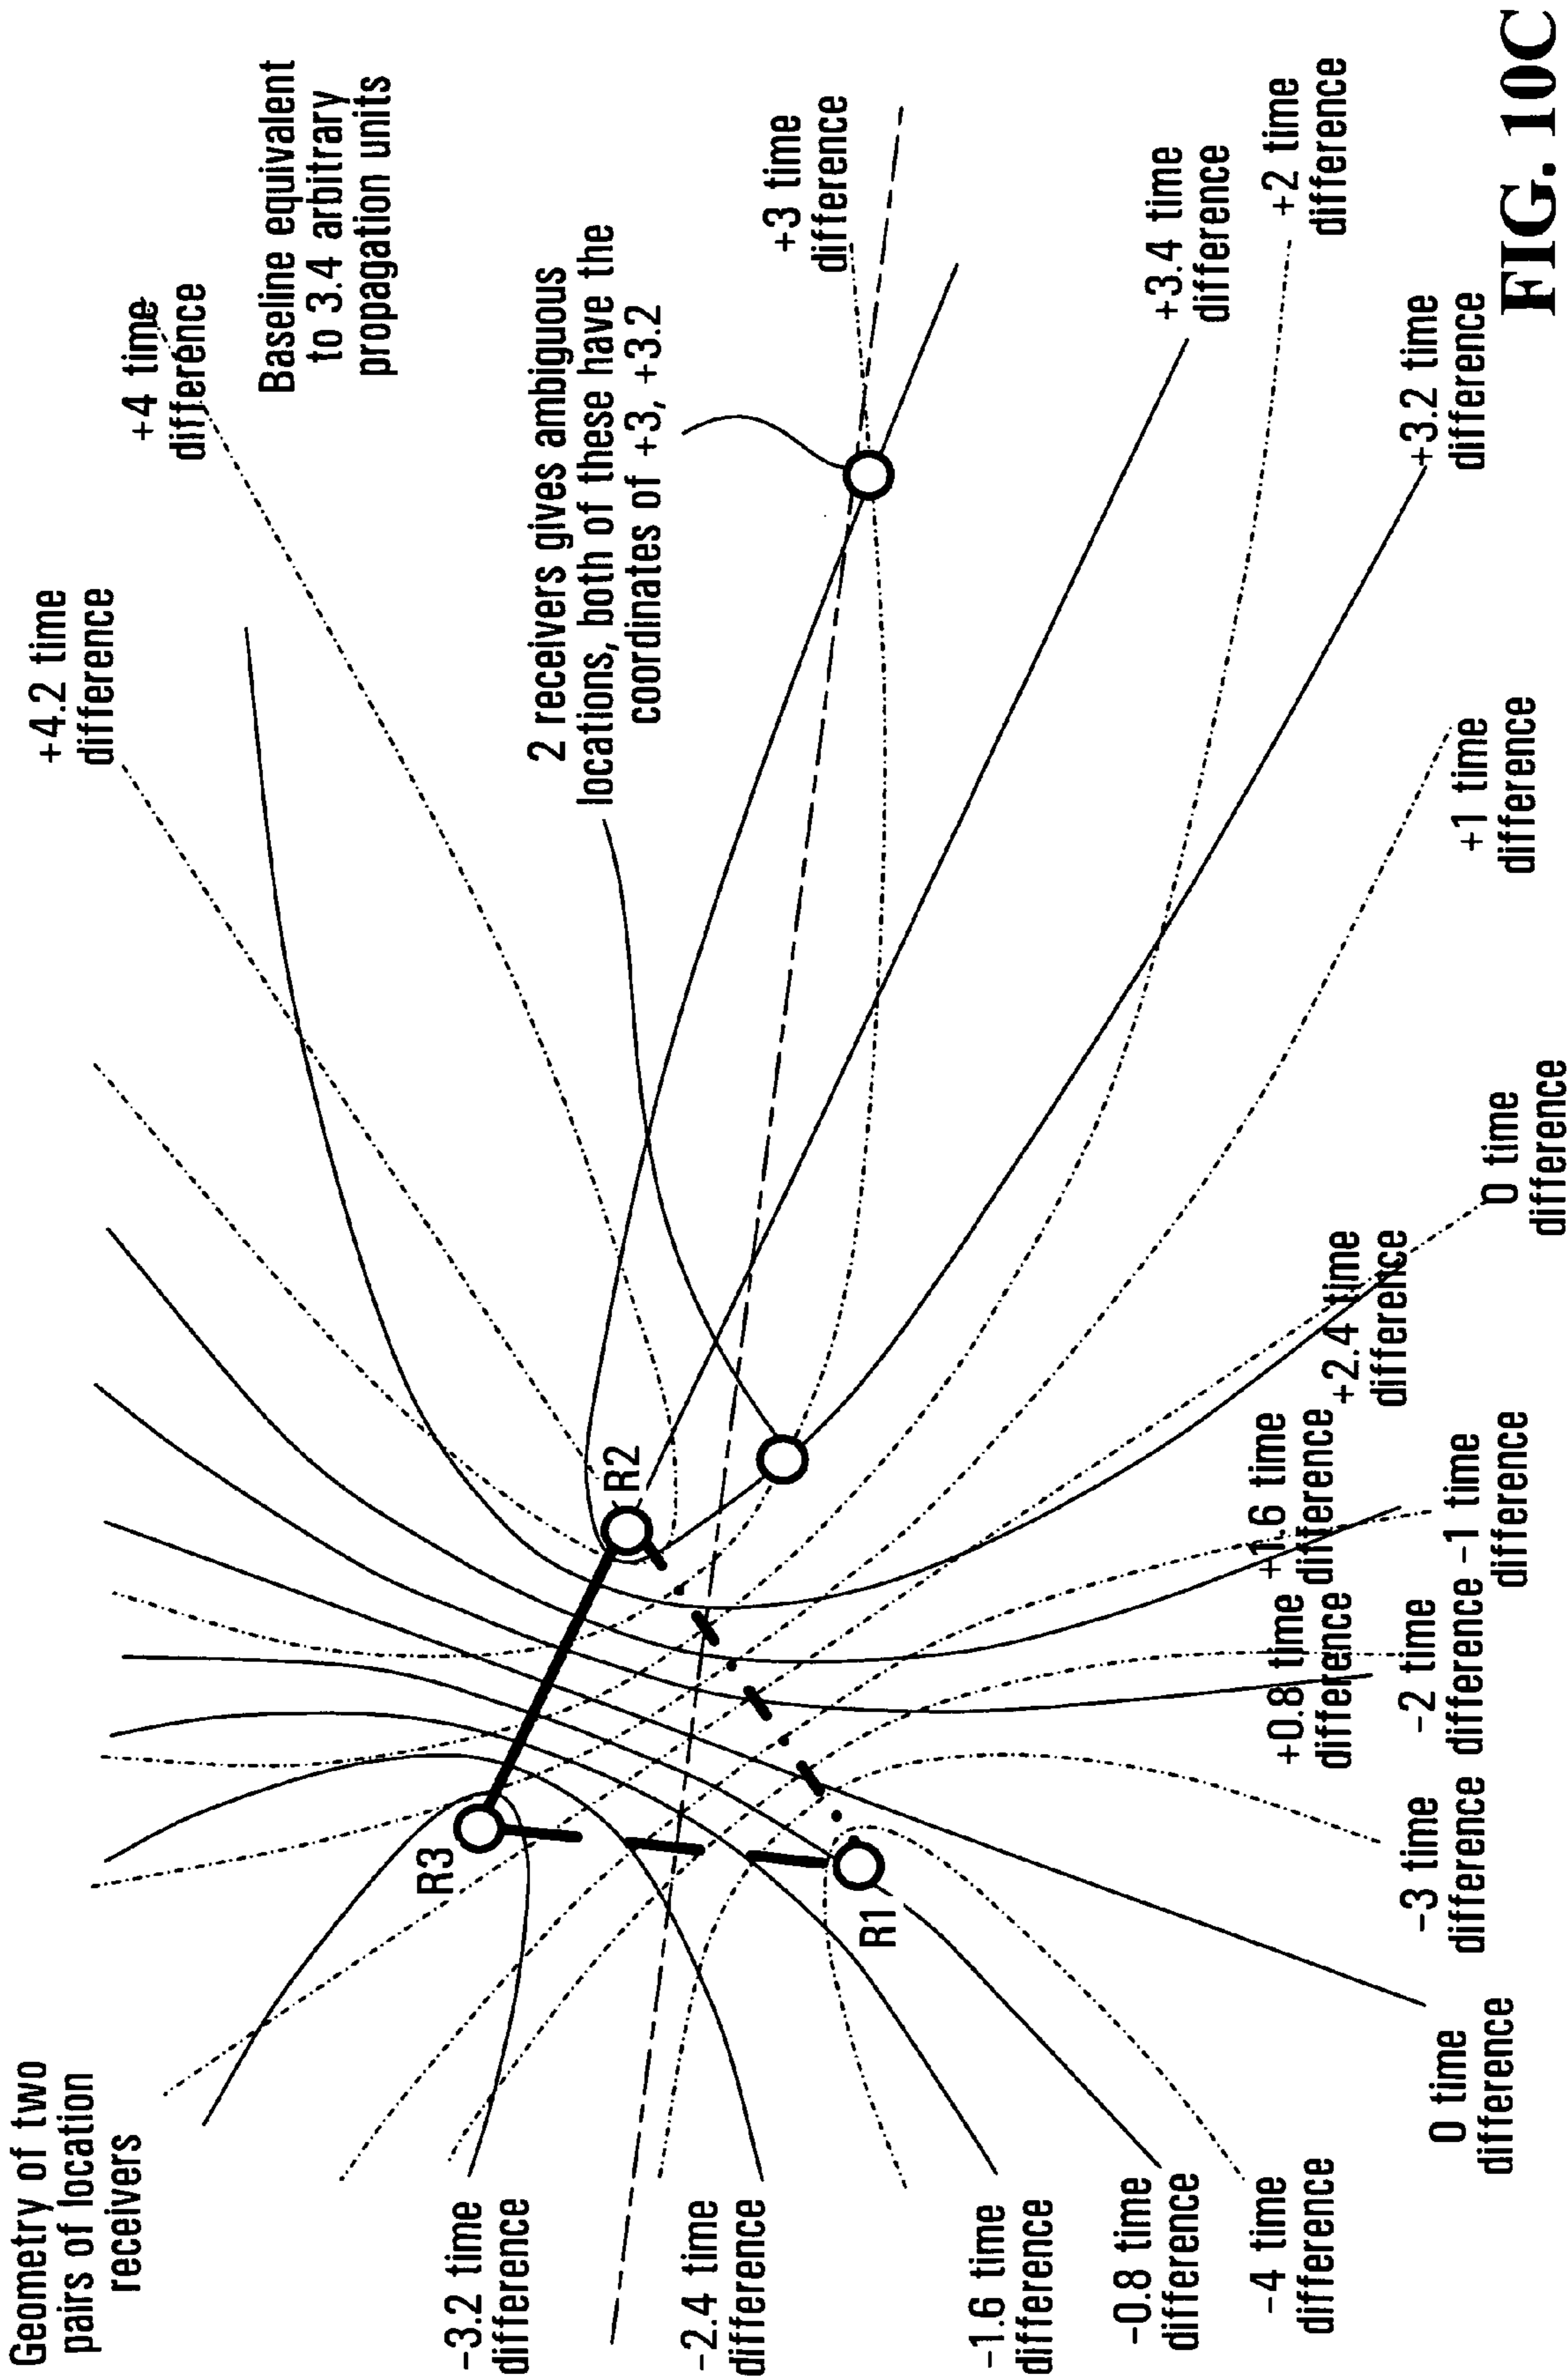 Geometry of two
pairs of location
receivers
+4.2 time
difference
+4 time
difference
Baseline equivalent
to 3.4 arbitrary
propagation units
2 receivers gives ambiguous
locations, both of these have the
coordinates of +3, +3.2
+3 time
difference
+3.4 time
difference
+2 time
difference
+3.2 time
difference
+1 time
difference
0 time
difference
+2.4 time
difference
+1.6 time
difference
-1 time
difference
+0.8 time
difference
-2 time
difference
-3 time
difference
0 time
difference
R3
R2
R1
-3.2 time
difference
-2.4 time
difference
-1.6 time
difference
-0.8 time
difference
-4 time
difference
FIG. 10C